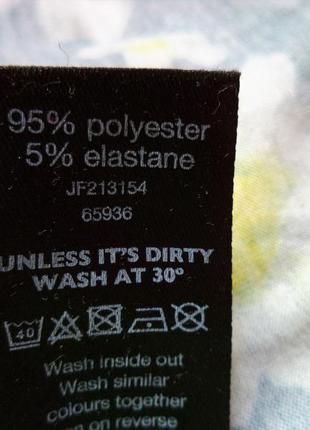 95% polyester
5% elastane
JF213154
65936
UNLESS IT'S DIRTY
WASH AT 30°
40
Wash inside out
Wash similar
colours together
on reverse